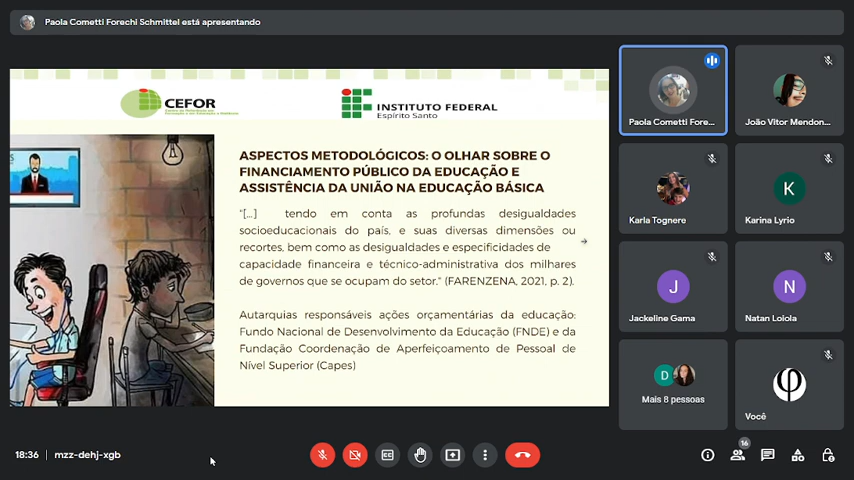 Paola Cometti Forechi Schmittel está apresentando
CEFOR
INSTITUTO FEDERAL
Espírito Santo
ASPECTOS METODOLÓGICOS: O OLHAR SOBRE O
FINANCIAMENTO PÚBLICO DA EDUCAÇÃO E
ASSISTÊNCIA DA UNIÃO NA EDUCAÇÃO BÁSICA
“[...] tendo em conta as profundas desigualdades
socioeducacionais do país, e suas diversas dimensões ou
recortes, bem como as desigualdades e especificidades de
capacidade financeira e técnico-administrativa dos milhares
de governos que se ocupam do setor.” (FARENZENA, 2021, p. 2).
Autarquias responsáveis ações orçamentárias da educação:
Fundo Nacional de Desenvolvimento da Educação (FNDE) e da
Fundação Coordenação de Aperfeiçoamento de Pessoal de
Nível Superior (Capes)
Paola Cometti Fore...
João Vitor Mendon...
Karla Tognere
K
Karina Lyrio
J
Jackeline Gama
N
Natan Loiola
D
Mais 8 pessoas
φ
Você
18:36 | mzz-dehj-xgb
CC
16